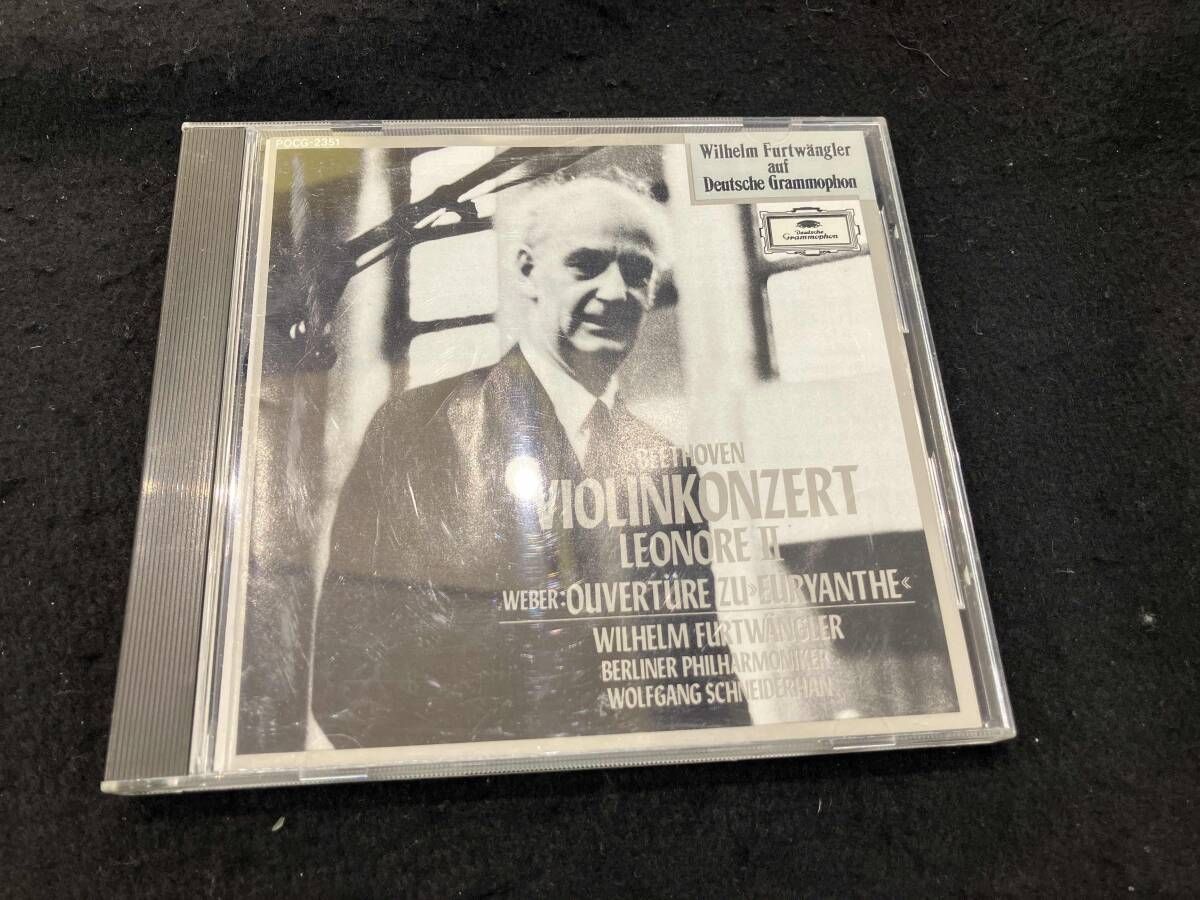 POCG-2351
Wilhelm Furtwängler
auf
Deutsche Grammophon
Deutsche
Grammophon
BEETHOVEN
VIOLINKONZERT
LEONORE II
WEBER: OUVERTÜRE ZU »EURYANTHE«
WILHELM FURTWÄNGLER
BERLINER PHILHARMONIKER
WOLFGANG SCHNEIDERHAN